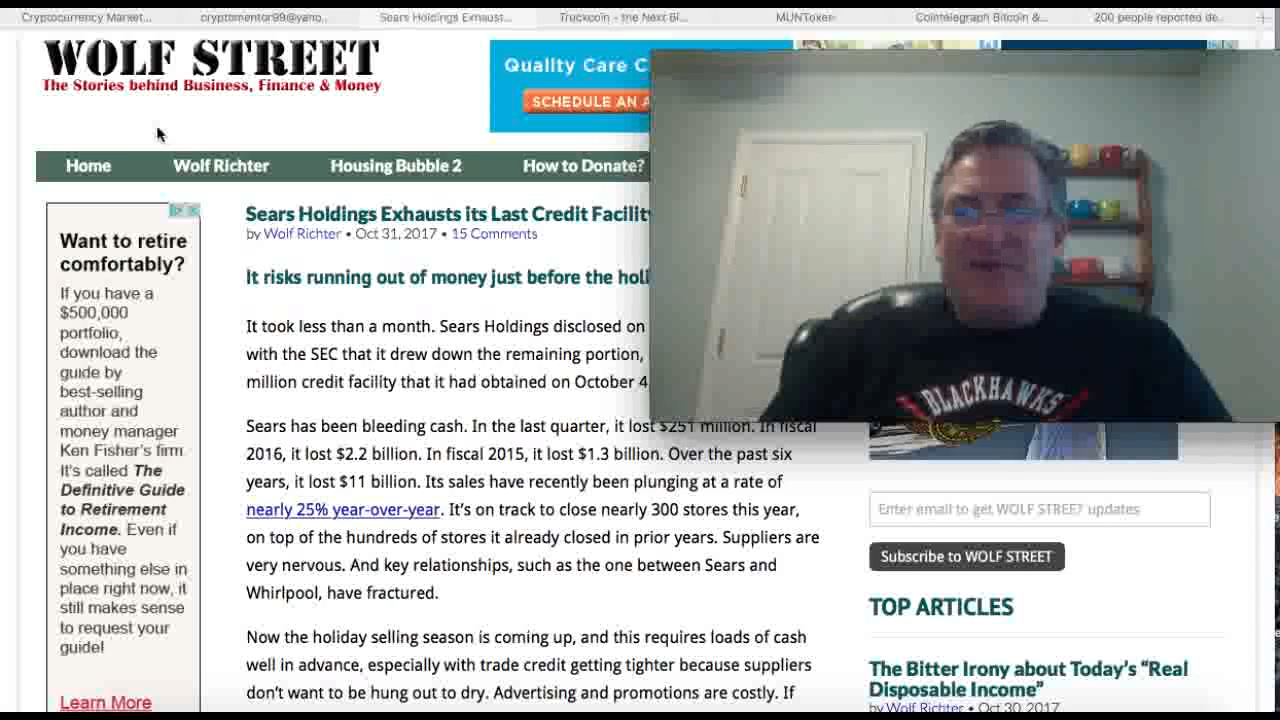 Cryptocurrency Market...
cryptomentor99@yaho...
Sears Holdings Exhaust...
Truckcoin - the Next Bi...
MUNToken
Cointelegraph Bitcoin &...
200 people reported de...
WOLF STREET
The Stories behind Business, Finance & Money
Quality Care C
SCHEDULE AN A
Home
Wolf Richter
Housing Bubble 2
How to Donate?
Want to retire
comfortably?
If you have a
$500,000
portfolio,
download the
guide by
best-selling
author and
money manager
Ken Fisher's firm.
It's called The
Definitive Guide
to Retirement
Income. Even if
you have
something else in
place right now, it
still makes sense
to request your
guide!
Learn More
Sears Holdings Exhausts its Last Credit Facility
by Wolf Richter • Oct 31, 2017 • 15 Comments
It risks running out of money just before the holi
It took less than a month. Sears Holdings disclosed on
with the SEC that it drew down the remaining portion,
million credit facility that it had obtained on October 4
Sears has been bleeding cash. In the last quarter, it lost $251 million. In fiscal
2016, it lost $2.2 billion. In fiscal 2015, it lost $1.3 billion. Over the past six
years, it lost $11 billion. Its sales have recently been plunging at a rate of
nearly 25% year-over-year. It's on track to close nearly 300 stores this year,
on top of the hundreds of stores it already closed in prior years. Suppliers are
very nervous. And key relationships, such as the one between Sears and
Whirlpool, have fractured.
Now the holiday selling season is coming up, and this requires loads of cash
well in advance, especially with trade credit getting tighter because suppliers
don't want to be hung out to dry. Advertising and promotions are costly. If
BLACKHAWKS
Enter email to get WOLF STREET updates
Subscribe to WOLF STREET
TOP ARTICLES
The Bitter Irony about Today's "Real
Disposable Income"
by Wolf Richter • Oct 30, 2017